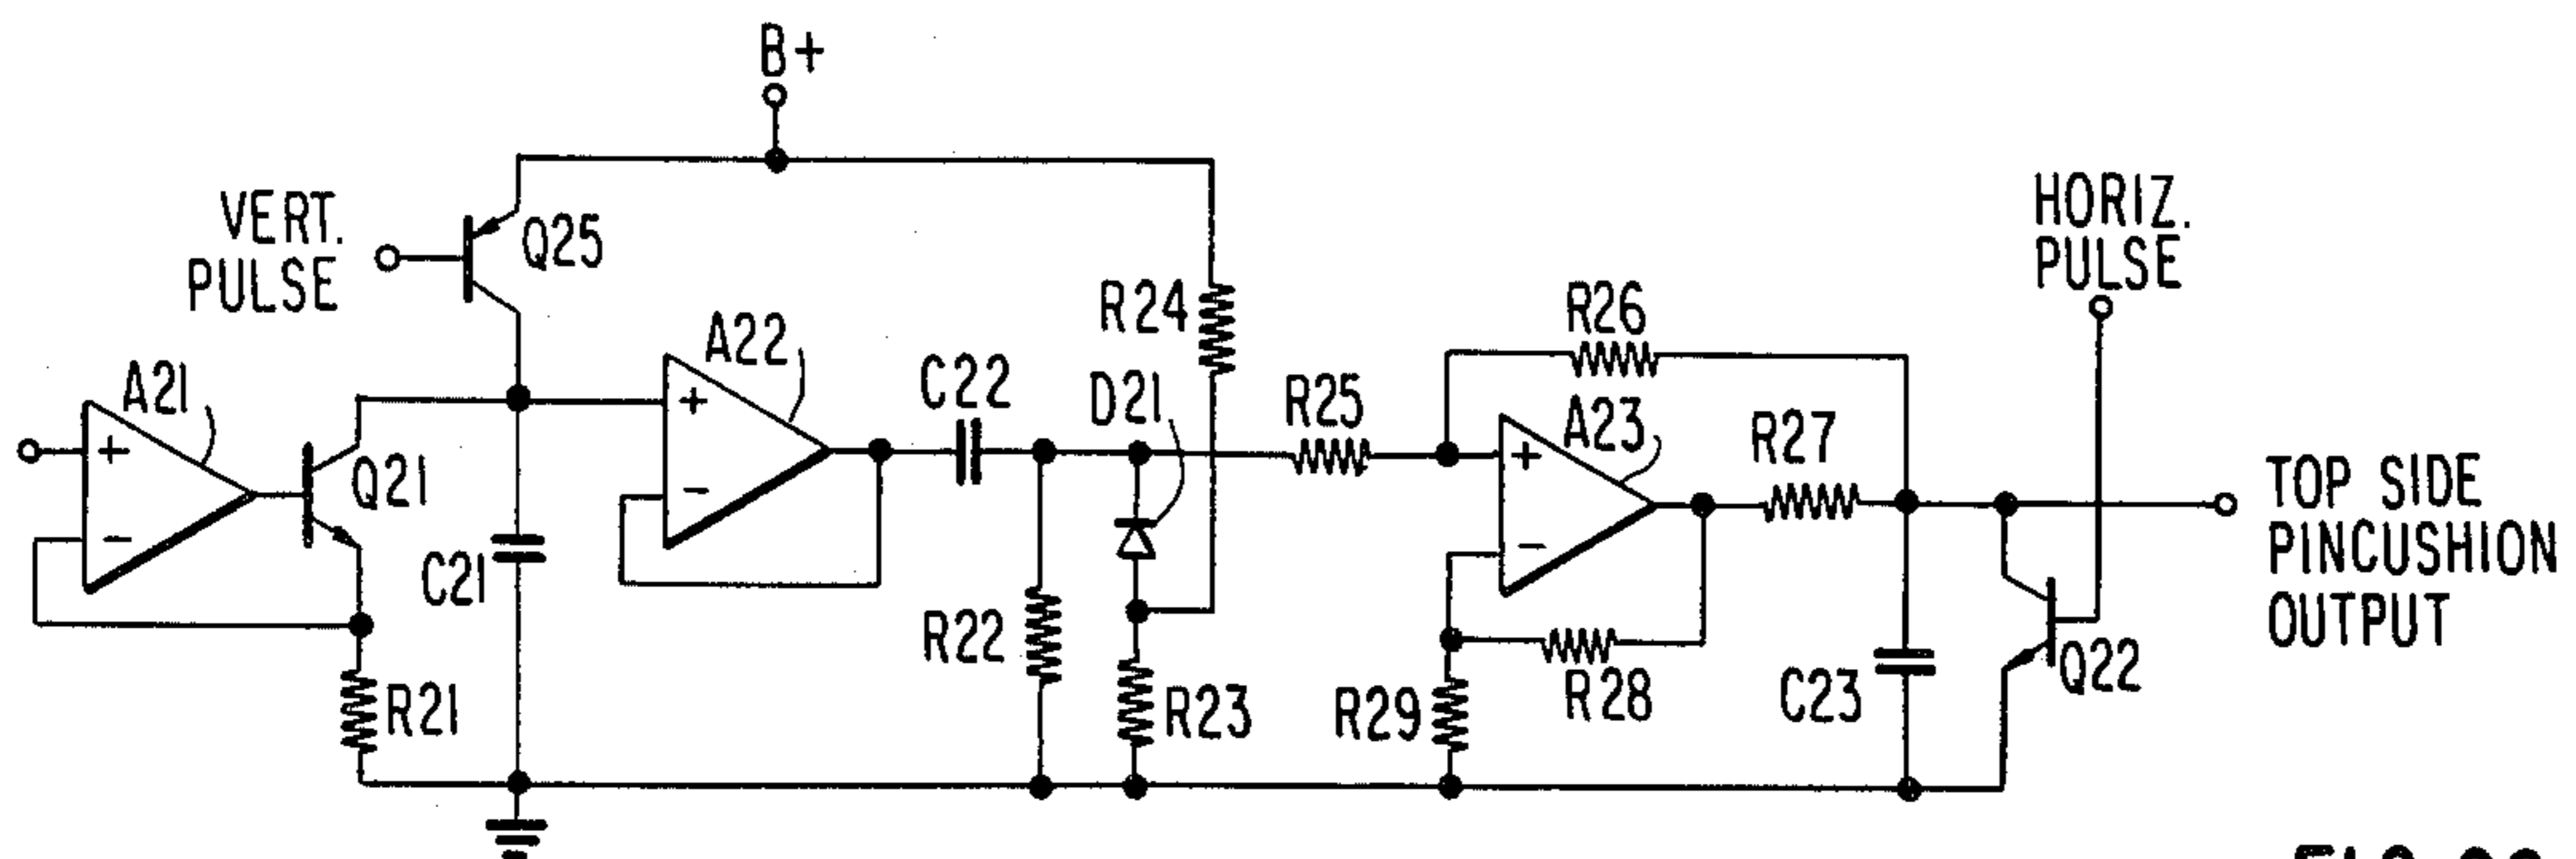 B+
VERT.
PULSE
Q25
HORIZ.
PULSE
A21
A22
C22
R24
D21
R25
R26
A23
R27
+
+
+
-
-
-
Q21
C21
R21
R22
R23
R29
R28
C23
Q22
TOP SIDE
PINCUSHION
OUTPUT